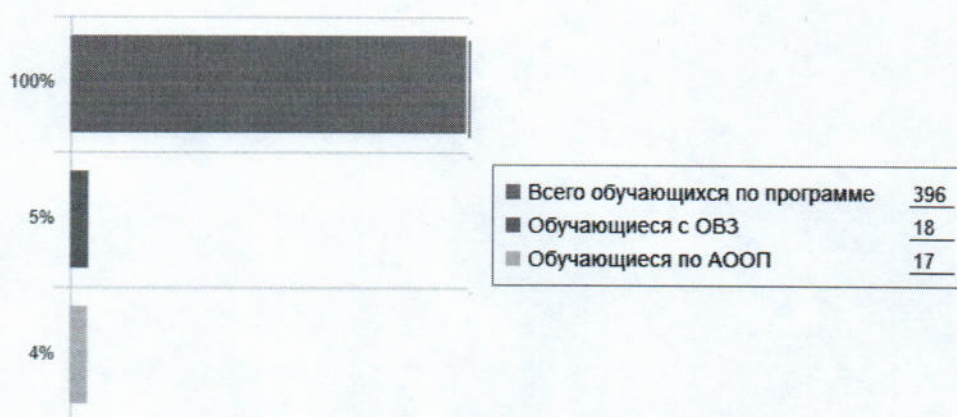 100%
5%
4%
Всего обучающихся по программе 396
Обучающиеся с ОВЗ 18
Обучающиеся по АООП 17